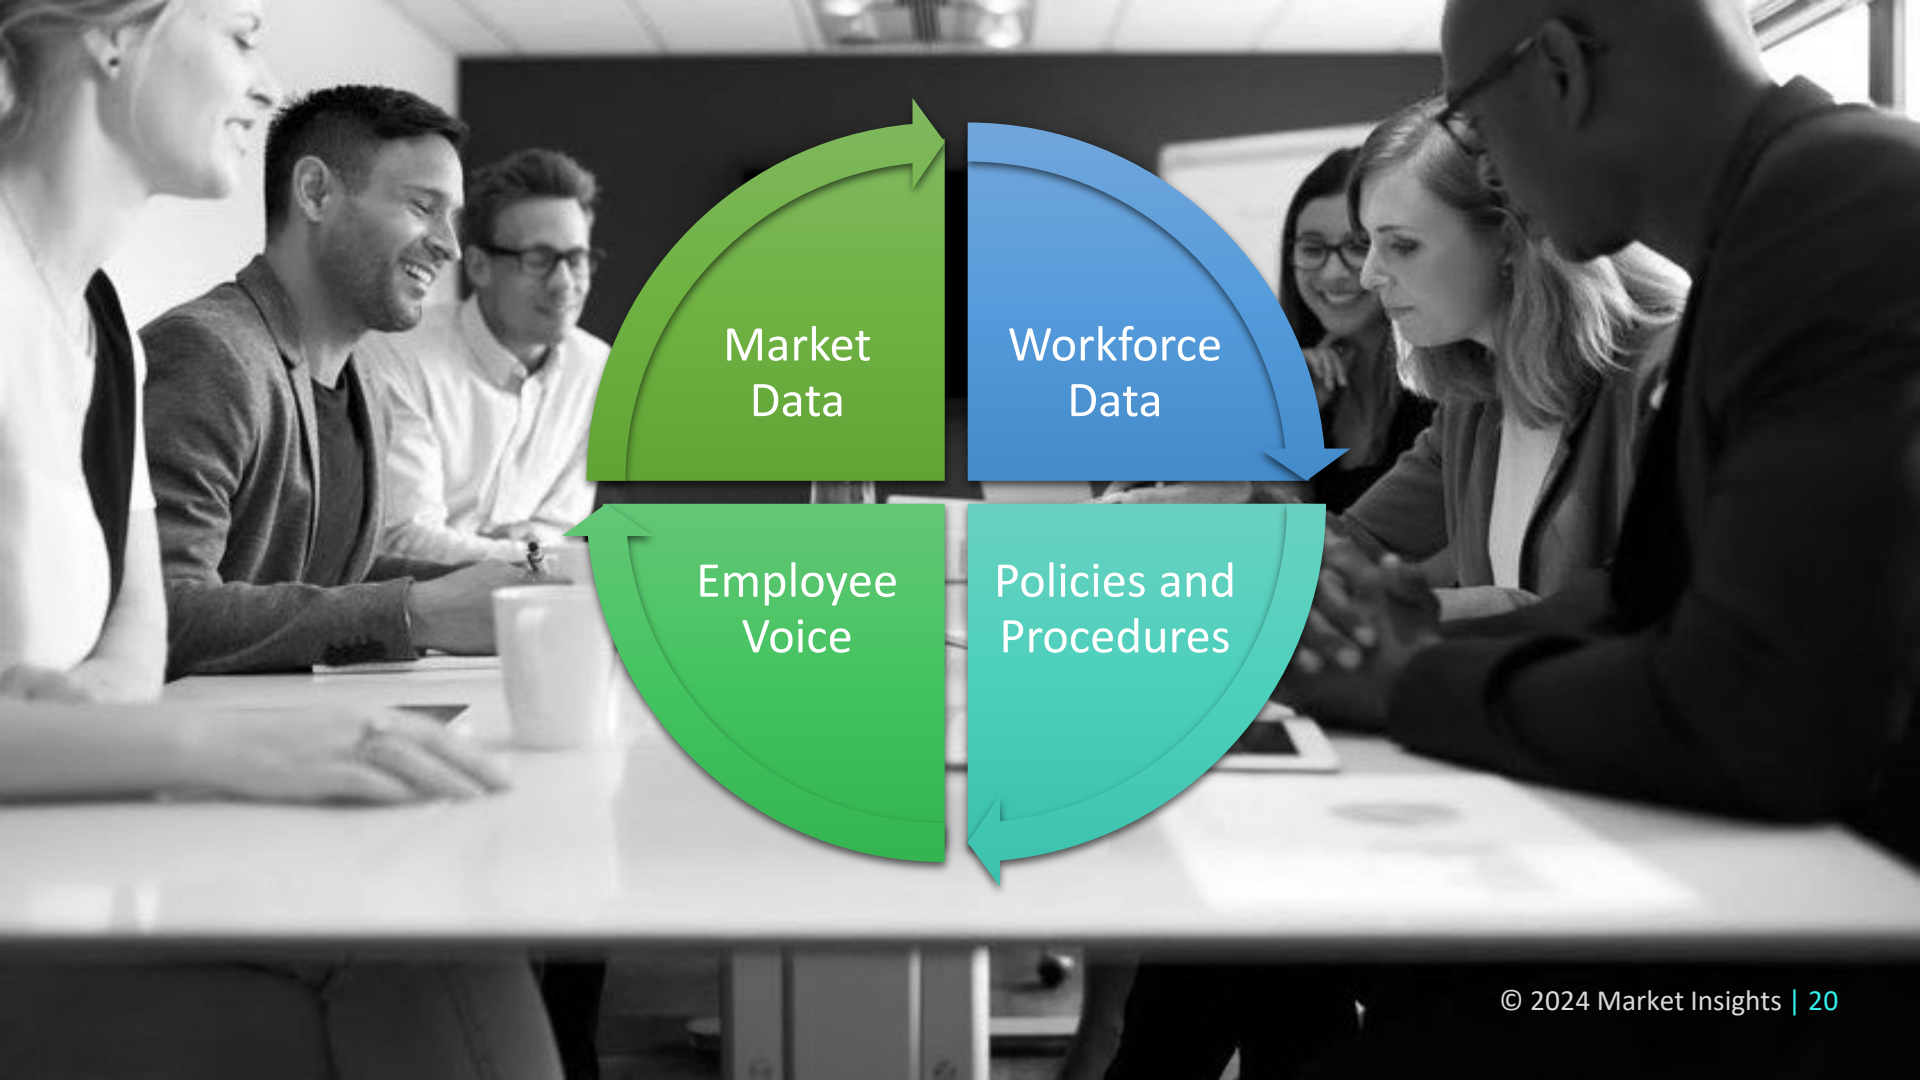 Market
Data
Workforce
Data
Employee
Voice
Policies and
Procedures
© 2024 Market Insights | 20